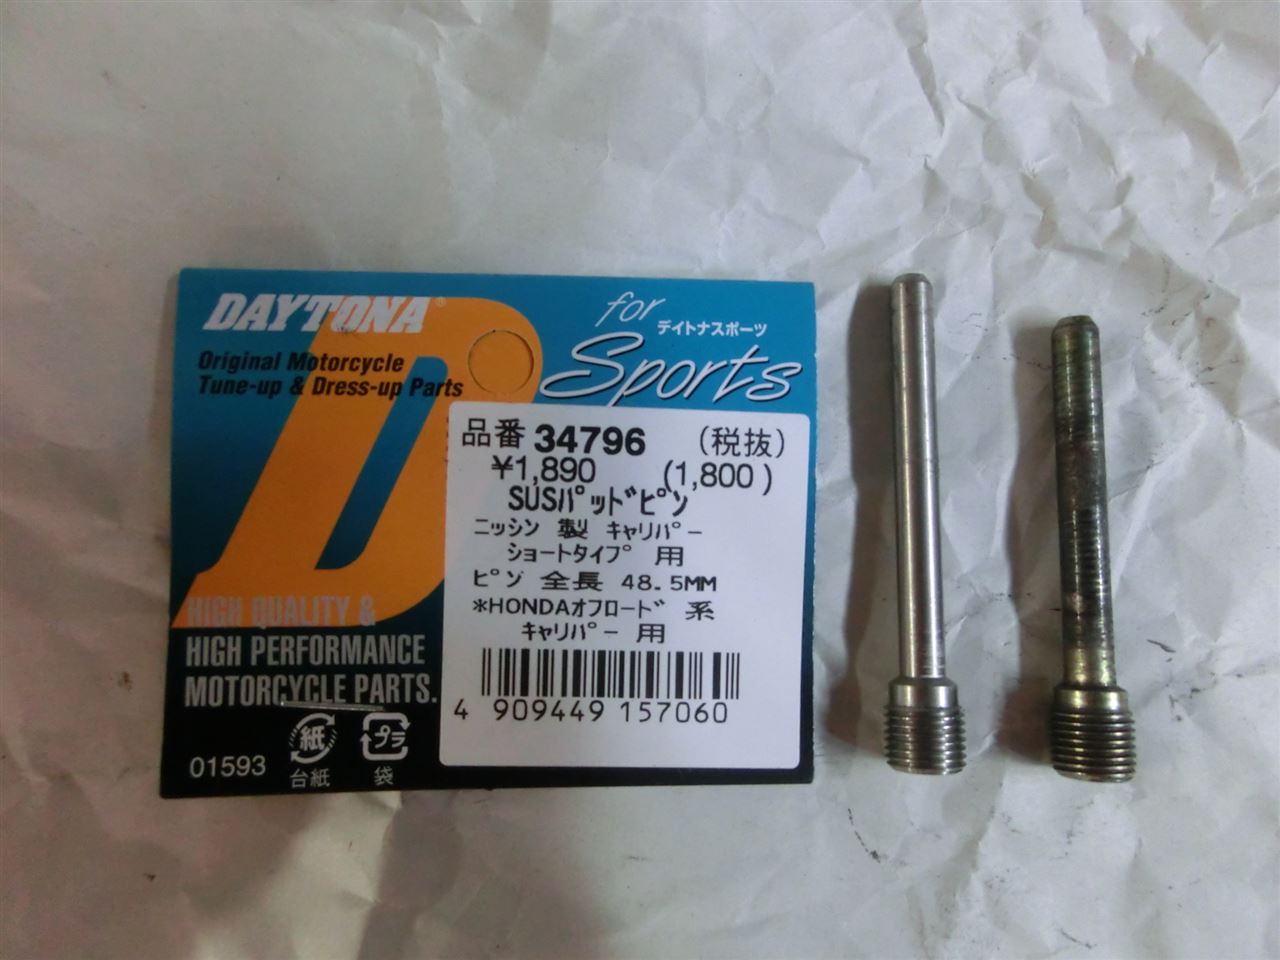 DAYTONA®
Original Motorcycle
Tune-up & Dress-up Parts
for
デイトナスポーツ
Sports
品番 34796 (税抜)
¥1,890 (1,800)
SUSﾊﾟｯﾄﾞﾋﾟﾝ
ﾆｯｼﾝ 製 ｷｬﾘﾊﾟｰ
ｼｮｰﾄﾀｲﾌﾟ 用
ﾋﾟﾝ 全長 48.5MM
*HONDAｵﾌﾛｰﾄﾞ 系
ｷｬﾘﾊﾟｰ 用
4 909449 157060
HIGH QUALITY &
HIGH PERFORMANCE
MOTORCYCLE PARTS.
01593
紙
台紙
プラ
袋